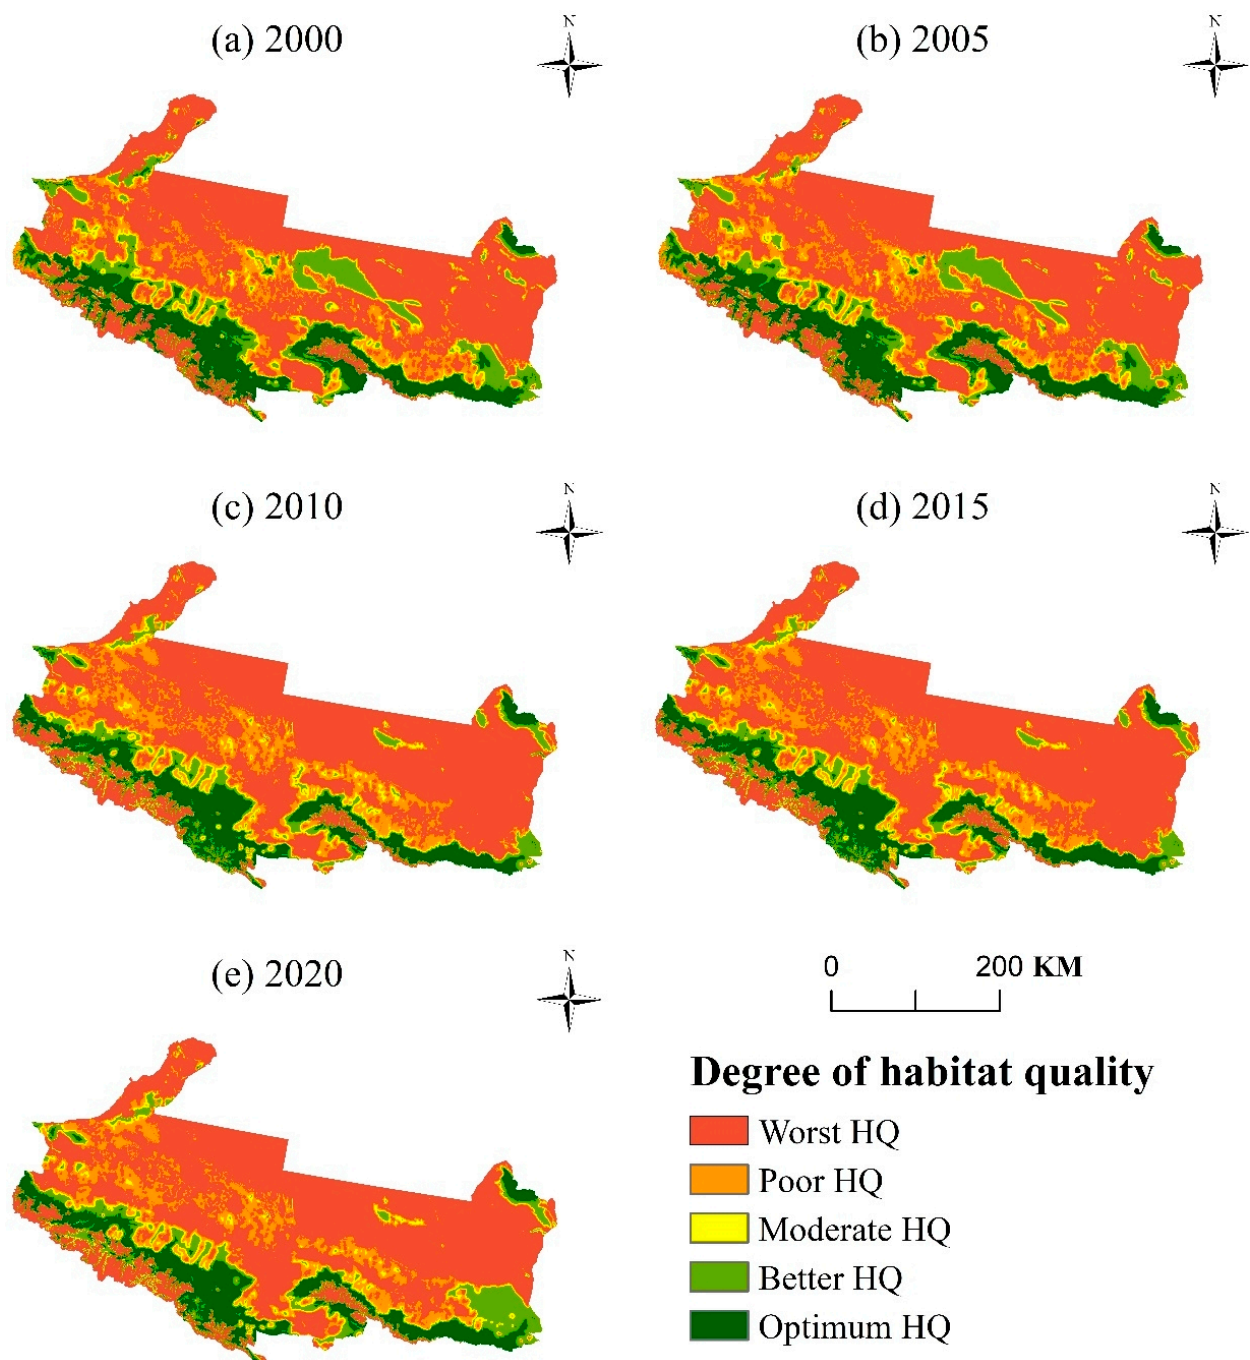 N
N
(a) 2000
(b) 2005
N
N
(c) 2010
(d) 2015
N
(e) 2020
0 200 KM
Degree of habitat quality
Worst HQ
Poor HQ
Moderate HQ
Better HQ
Optimum HQ